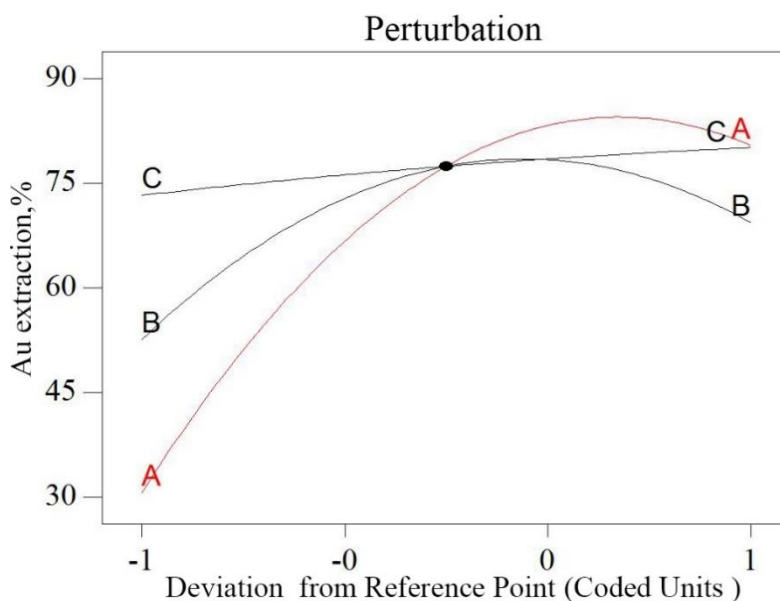 Perturbation
90
75
60
45
30
Au extraction,%
C
B
A
C A
B
-1 -0 0 1
Deviation from Reference Point (Coded Units )